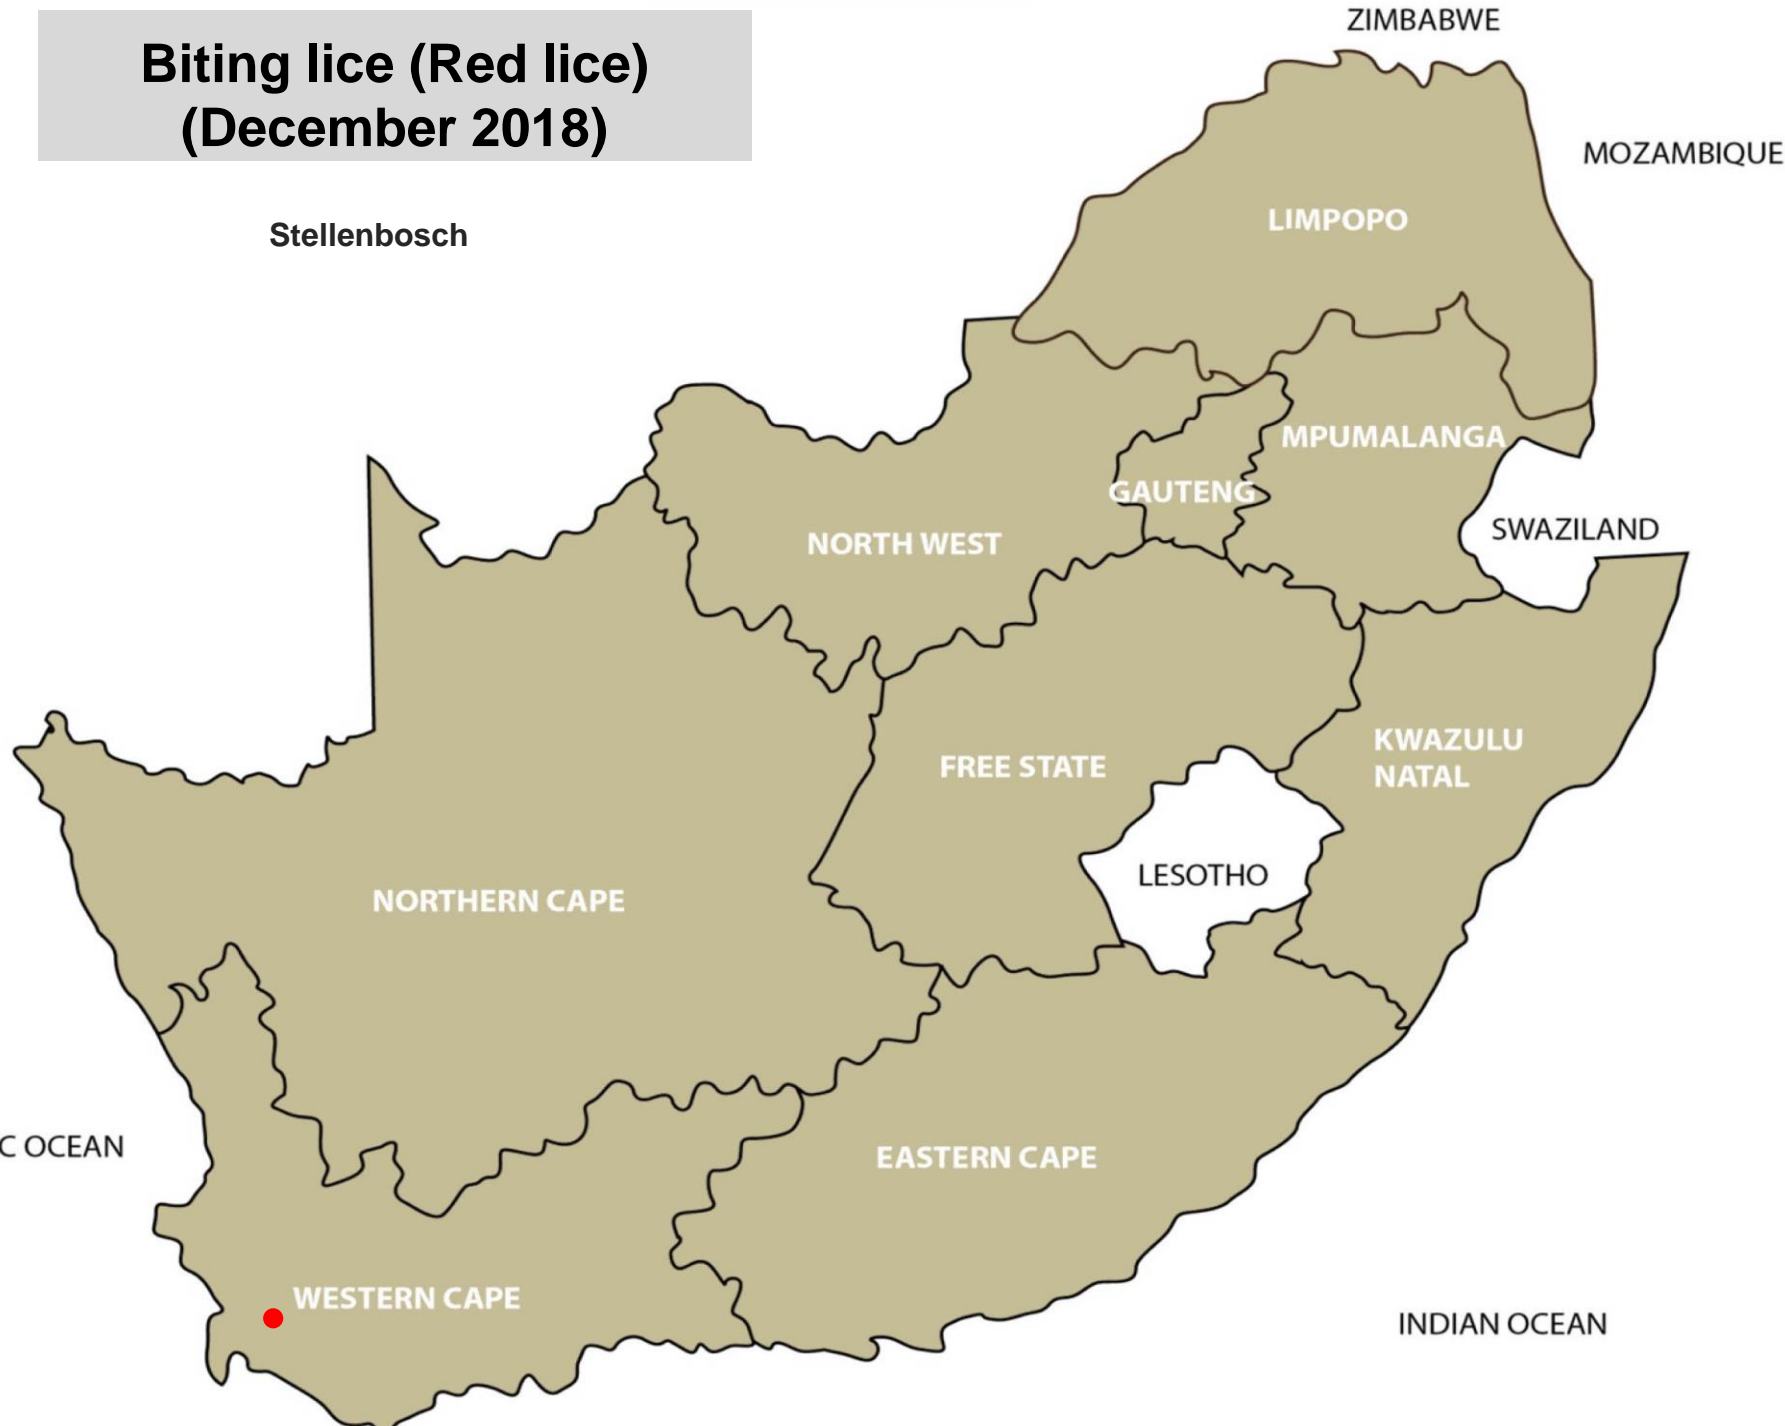 Biting lice (Red lice)
(December 2018)
Stellenbosch
ZIMBABWE
MOZAMBIQUE
LIMPOPO
MPUMALANGA
GAUTENG
SWAZILAND
NORTH WEST
KWAZULU
NATAL
FREE STATE
LESOTHO
NORTHERN CAPE
C OCEAN
EASTERN CAPE
WESTERN CAPE
INDIAN OCEAN